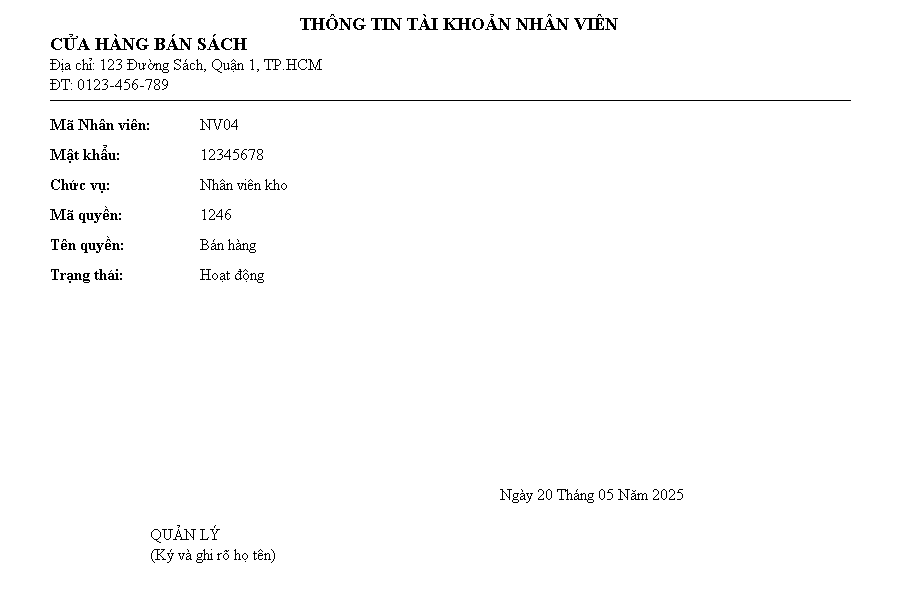 THÔNG TIN TÀI KHOẢN NHÂN VIÊN
CỬA HÀNG BÁN SÁCH
Địa chỉ: 123 Đường Sách, Quận 1, TP.HCM
ĐT: 0123-456-789
Mã Nhân viên: NV04
Mật khẩu: 12345678
Chức vụ: Nhân viên kho
Mã quyền: 1246
Tên quyền: Bán hàng
Trạng thái: Hoạt động
Ngày 20 Tháng 05 Năm 2025
QUẢN LÝ
(Ký và ghi rõ họ tên)